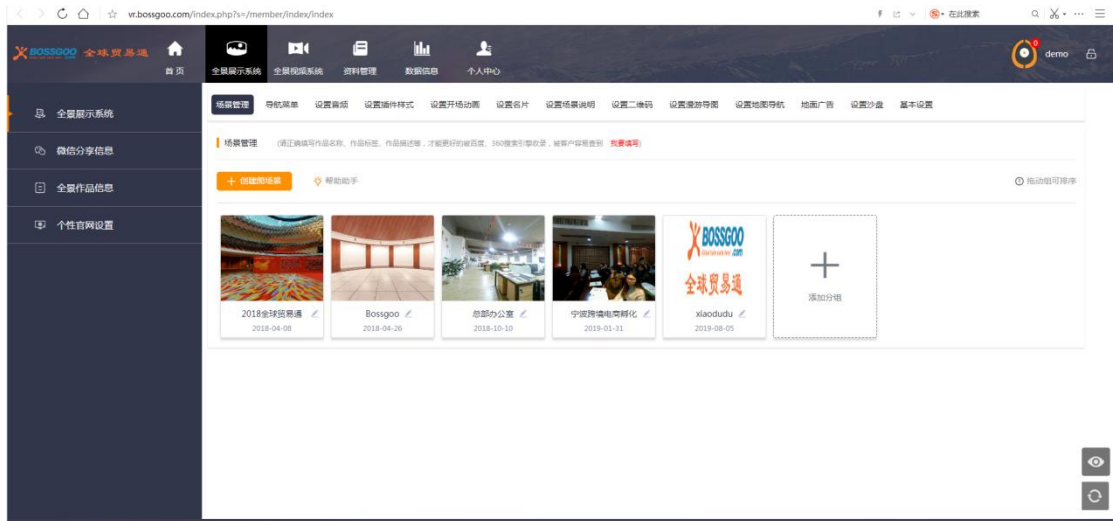 vr.bossgoo.com/index.php?s=/member/index/index
在此搜索
BOSSGOO 全球贸易通
首页
全景展示系统 全景视频系统 资料管理 数据信息 个人中心
0
demo
全景展示系统
微信分享信息
全景作品信息
个性官网设置
场景管理 导航菜单 设置音频 设置插件样式 设置开场动画 设置名片 设置场景说明 设置二维码 设置漫游导图 设置地图导航 地面广告 设置沙盘 基本设置
场景管理 (请正确填写作品名称、作品标签、作品描述等,才能更好的被百度、360搜索引擎收录,被客户容易查到 我要填写)
+ 创建图场景 帮助助手 拖动组可排序
BOSSGOO
.com
全球贸易通
添加分组
2018全球贸易通 Bossgoo 总部办公室 宁波跨境电商孵化 xiaodudu
2018-04-08 2018-04-26 2018-10-10 2019-01-31 2019-08-05